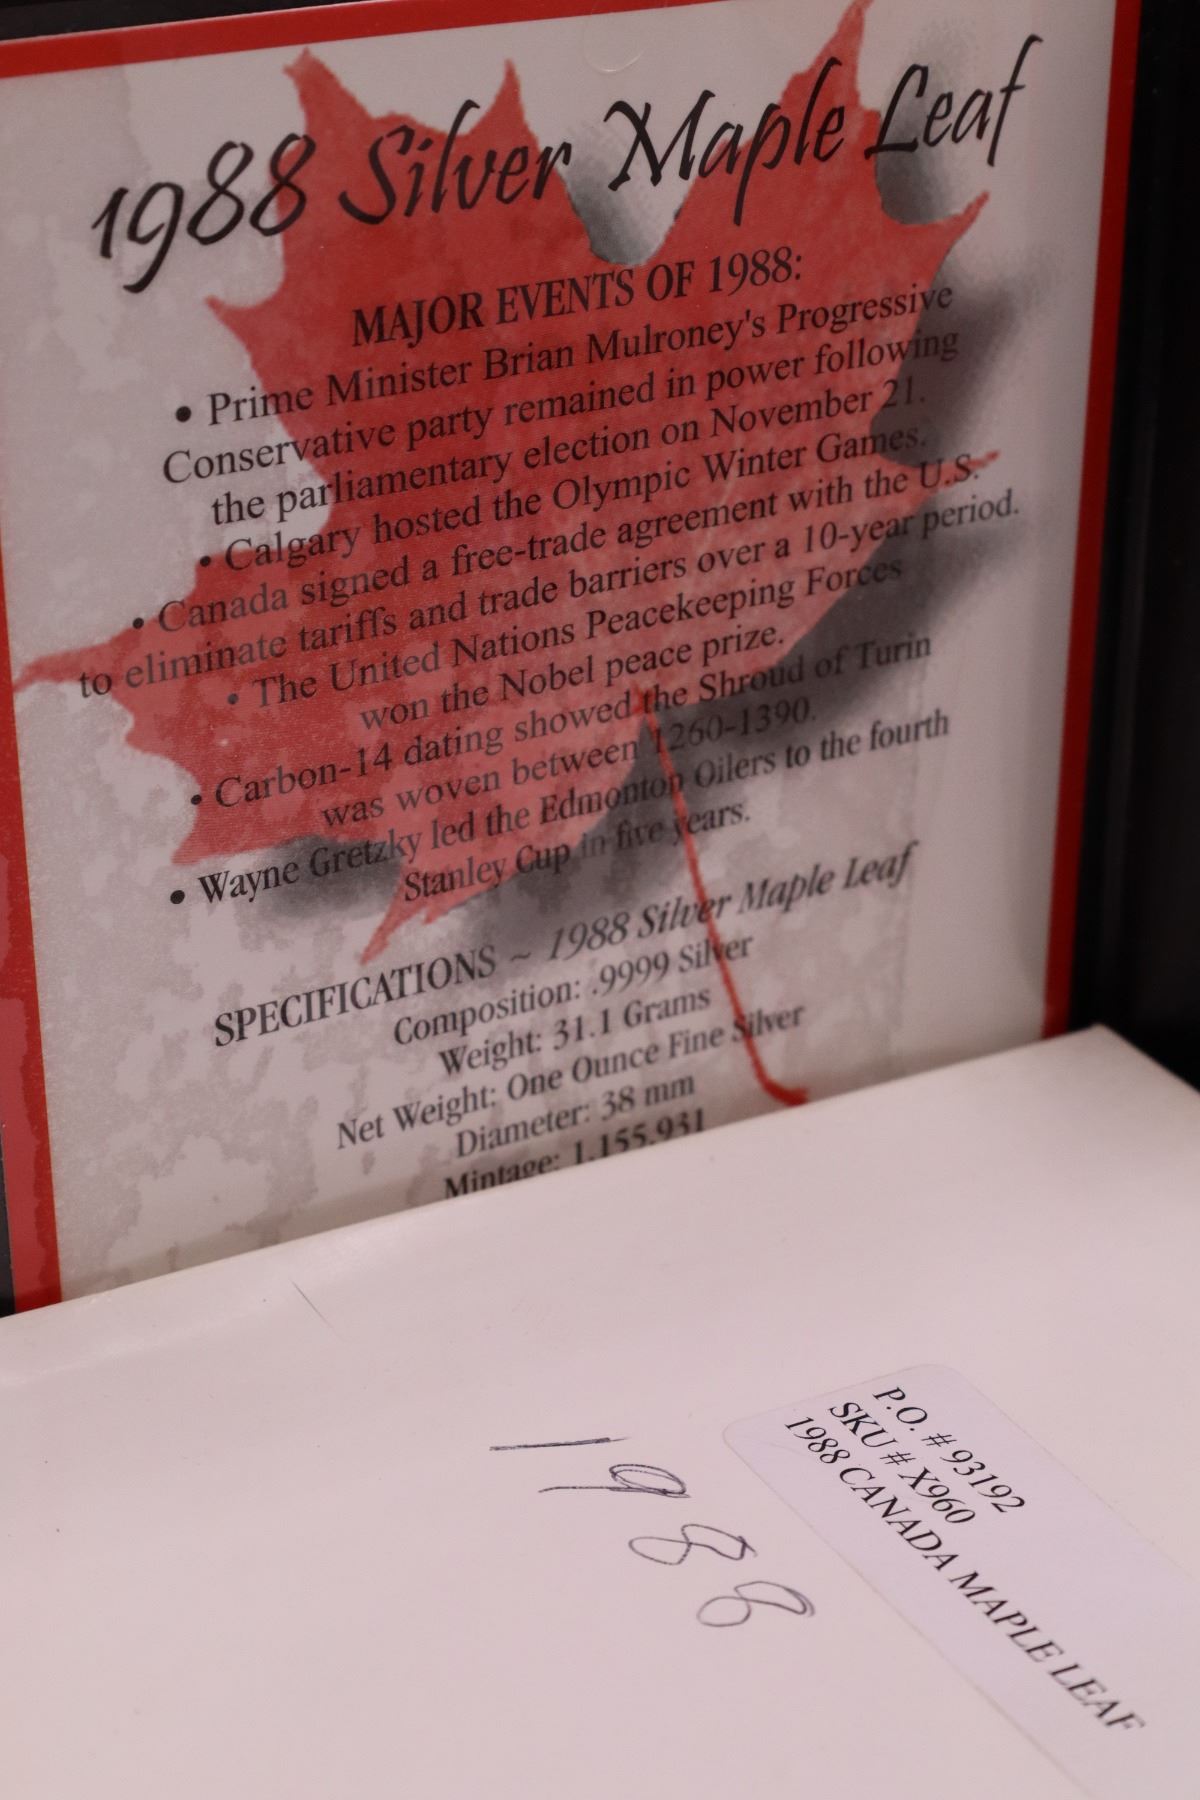 1988 Silver Maple Leaf
MAJOR EVENTS OF 1988:
• Prime Minister Brian Mulroney's Progressive
Conservative party remained in power following
the parliamentary election on November 21.
• Calgary hosted the Olympic Winter Games.
• Canada signed a free-trade agreement with the U.S.
to eliminate tariffs and trade barriers over a 10-year period.
• The United Nations Peacekeeping Forces
won the Nobel peace prize.
• Carbon-14 dating showed the Shroud of Turin
was woven between 1260-1390.
• Wayne Gretzky led the Edmonton Oilers to the fourth
Stanley Cup in five years.
SPECIFICATIONS ~ 1988 Silver Maple Leaf
Composition: .9999 Silver
Weight: 31.1 Grams
Net Weight: One Ounce Fine Silver
Diameter: 38 mm
Mintage: 1,155,931
1988
P.O. # 93192
SKU # X960
1988 CANADA MAPLE LEAF